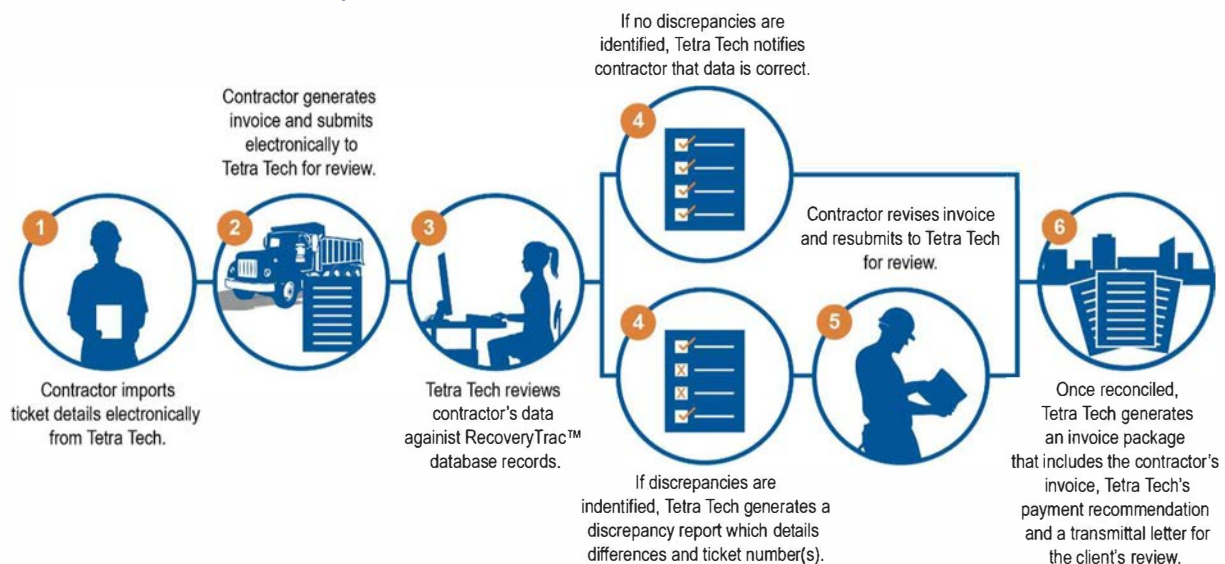 1
Contractor imports
ticket details electronically
from Tetra Tech.
Contractor generates
invoice and submits
electronically to
Tetra Tech for review.
2
3
Tetra Tech reviews
contractor's data
againist RecoveryTrac™
database records.
If no discrepancies are
identified, Tetra Tech notifies
contractor that data is correct.
4
4
If discrepancies are
indentified, Tetra Tech generates a
discrepancy report which details
differences and ticket number(s).
Contractor revises invoice
and resubmits to Tetra Tech
for review.
5
6
Once reconciled,
Tetra Tech generates
an invoice package
that includes the contractor's
invoice, Tetra Tech's
payment recommendation
and a transmittal letter for
the client's review.